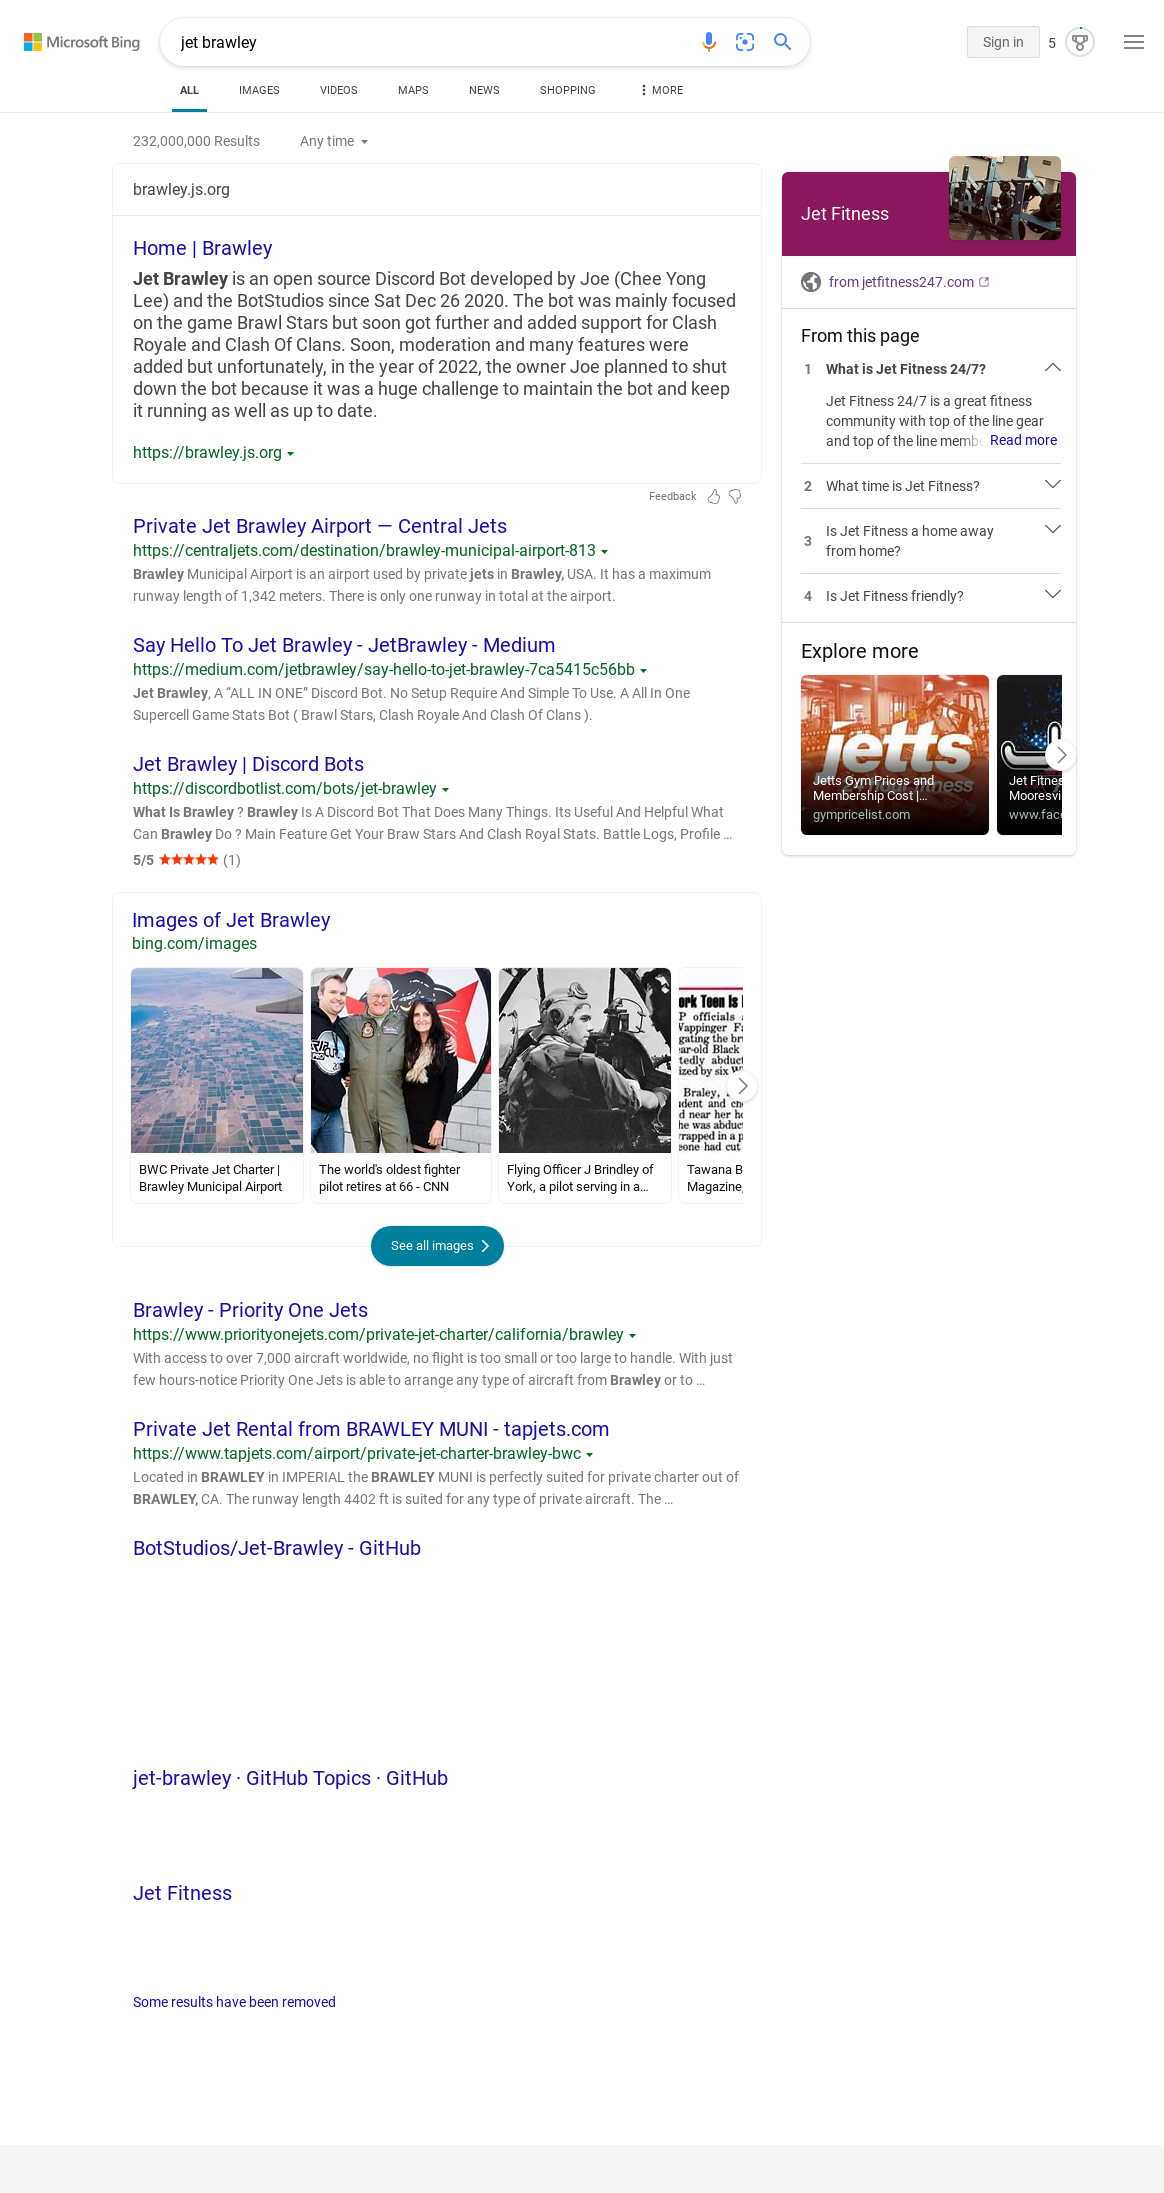 Microsoft Bing
jet brawley
Sign in
5
ALL
IMAGES
VIDEOS
MAPS
NEWS
SHOPPING
MORE
232,000,000 Results
Any time
brawley.js.org
Home | Brawley
Jet Brawley is an open source Discord Bot developed by Joe (Chee Yong
Lee) and the BotStudios since Sat Dec 26 2020. The bot was mainly focused
on the game Brawl Stars but soon got further and added support for Clash
Royale and Clash Of Clans. Soon, moderation and many features were
added but unfortunately, in the year of 2022, the owner Joe planned to shut
down the bot because it was a huge challenge to maintain the bot and keep
it running as well as up to date.
https://brawley.js.org
Feedback
Private Jet Brawley Airport — Central Jets
https://centraljets.com/destination/brawley-municipal-airport-813
Brawley Municipal Airport is an airport used by private jets in Brawley, USA. It has a maximum
runway length of 1,342 meters. There is only one runway in total at the airport.
Say Hello To Jet Brawley - JetBrawley - Medium
https://medium.com/jetbrawley/say-hello-to-jet-brawley-7ca5415c56bb
Jet Brawley, A “ALL IN ONE” Discord Bot. No Setup Require And Simple To Use. A All In One
Supercell Game Stats Bot ( Brawl Stars, Clash Royale And Clash Of Clans ).
Jet Brawley | Discord Bots
https://discordbotlist.com/bots/jet-brawley
What Is Brawley ? Brawley Is A Discord Bot That Does Many Things. Its Useful And Helpful What
Can Brawley Do ? Main Feature Get Your Braw Stars And Clash Royal Stats. Battle Logs, Profile …
5/5 (1)
Images of Jet Brawley
bing.com/images
ork Teen Is
BWC Private Jet Charter |
Brawley Municipal Airport
The world's oldest fighter
pilot retires at 66 - CNN
Flying Officer J Brindley of
York, a pilot serving in a…
Tawana B
Magazine,
See all images
Brawley - Priority One Jets
https://www.priorityonejets.com/private-jet-charter/california/brawley
With access to over 7,000 aircraft worldwide, no flight is too small or too large to handle. With just
few hours-notice Priority One Jets is able to arrange any type of aircraft from Brawley or to …
Private Jet Rental from BRAWLEY MUNI - tapjets.com
https://www.tapjets.com/airport/private-jet-charter-brawley-bwc
Located in BRAWLEY in IMPERIAL the BRAWLEY MUNI is perfectly suited for private charter out of
BRAWLEY, CA. The runway length 4402 ft is suited for any type of private aircraft. The …
BotStudios/Jet-Brawley - GitHub
jet-brawley · GitHub Topics · GitHub
Jet Fitness
Some results have been removed
Jet Fitness
from jetfitness247.com
From this page
1 What is Jet Fitness 24/7?
Jet Fitness 24/7 is a great fitness
community with top of the line gear
and top of the line membe Read more
2 What time is Jet Fitness?
3 Is Jet Fitness a home away
from home?
4 Is Jet Fitness friendly?
Explore more
jetts
24 hour fitness
Jetts Gym Prices and
Membership Cost |…
gympricelist.com
Jet Fitnes
Mooresvi
www.face